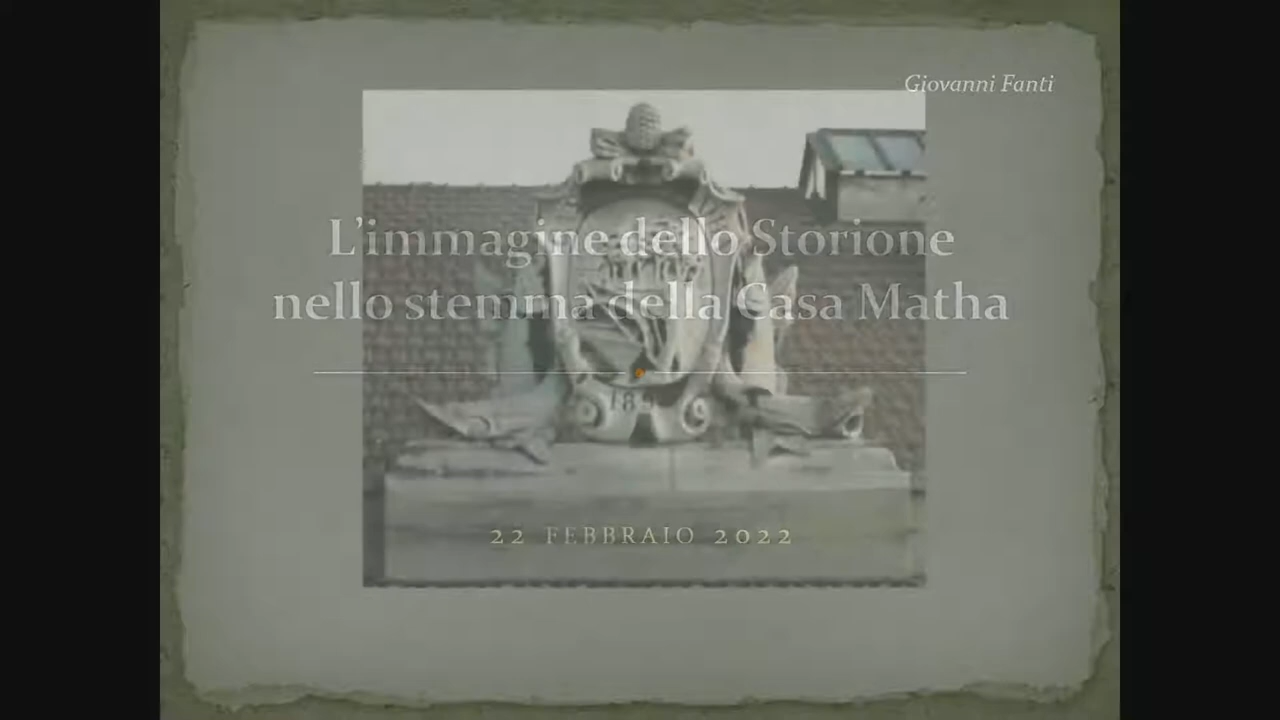 Giovanni Fanti
L'immagine dello Storione
nello stemma della Casa Matha
22 FEBBRAIO 2022